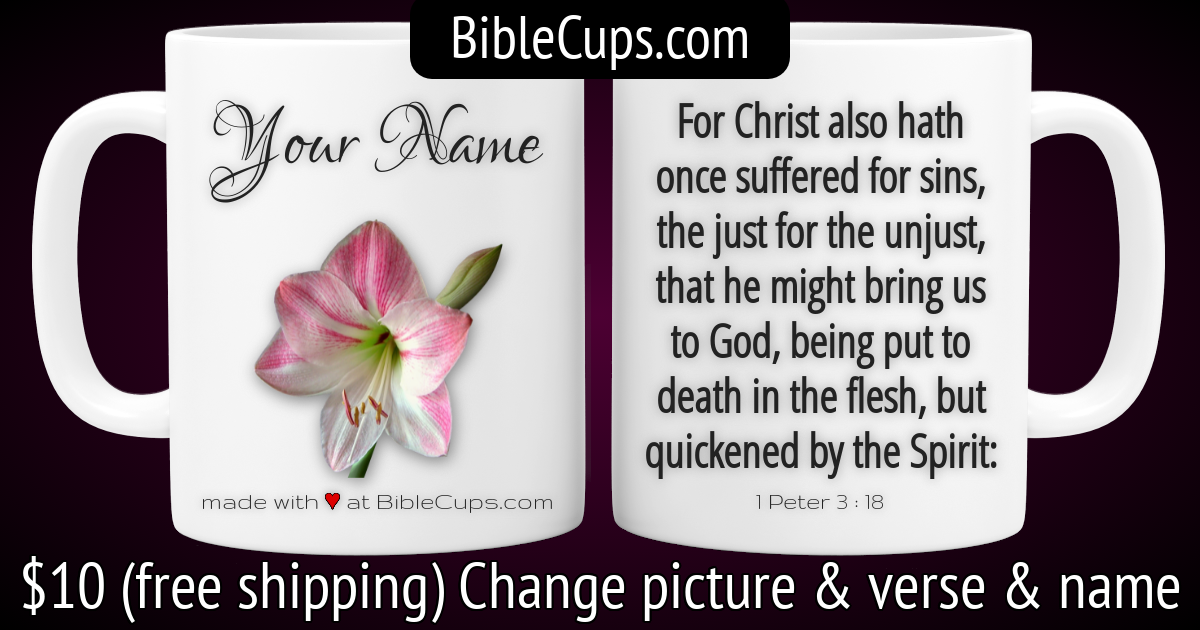 BibleCups.com
Your Name
made with ♥ at BibleCups.com
For Christ also hath
once suffered for sins,
the just for the unjust,
that he might bring us
to God, being put to
death in the flesh, but
quickened by the Spirit:
1 Peter 3 : 18
$10 (free shipping) Change picture & verse & name